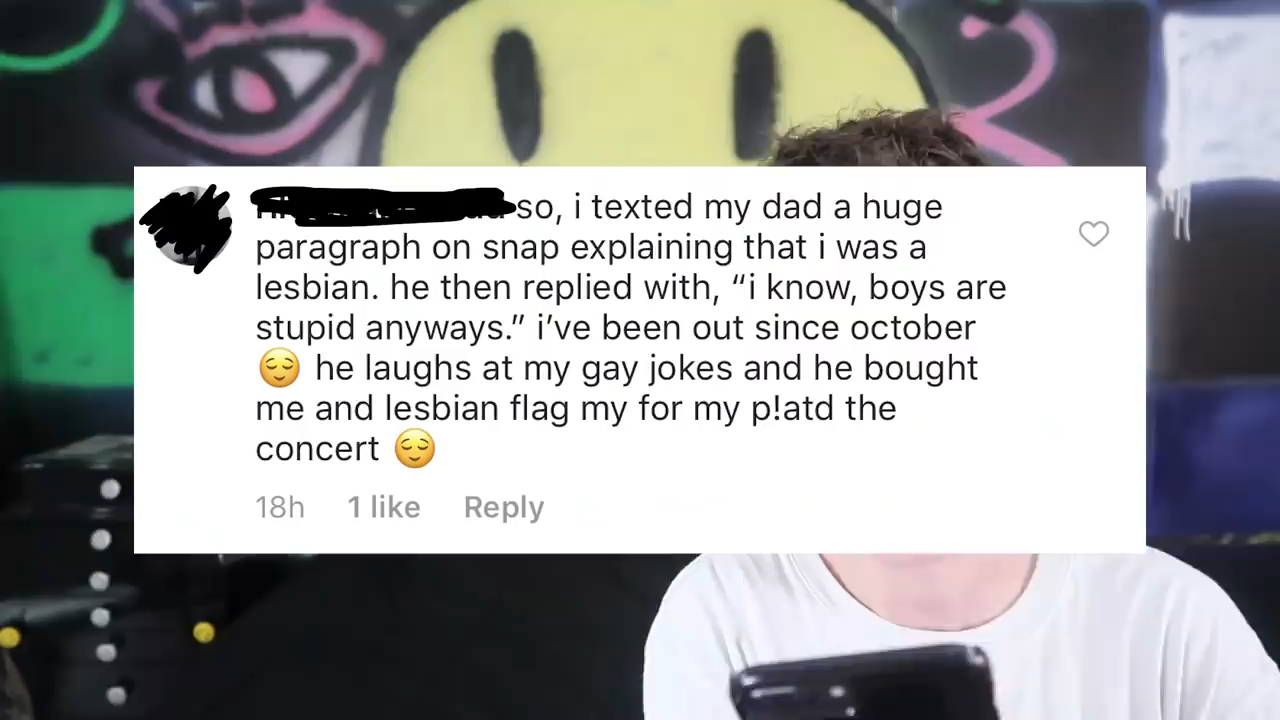 so, i texted my dad a huge
paragraph on snap explaining that i was a
lesbian. he then replied with, “i know, boys are
stupid anyways.” i’ve been out since october
😌 he laughs at my gay jokes and he bought
me and lesbian flag my for my p!atd the
concert 😌
18h 1 like Reply